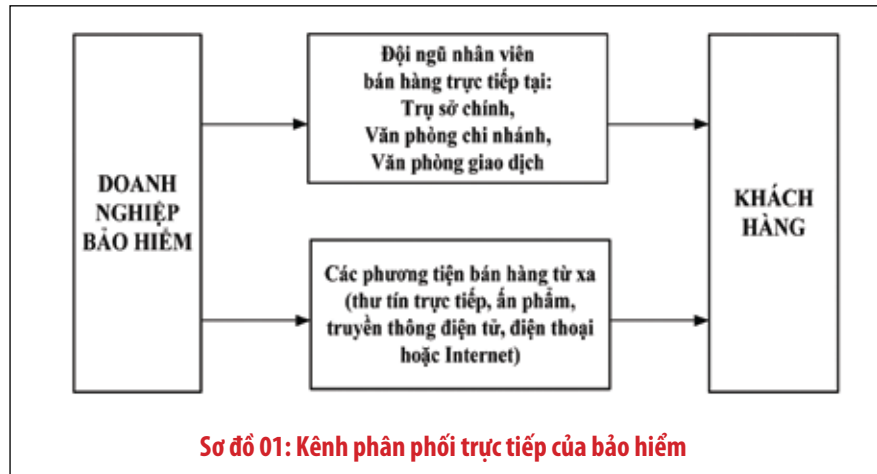 DOANH
NGHIỆP
BẢO HIỂM
Đội ngũ nhân viên
bán hàng trực tiếp tại:
Trụ sở chính,
Văn phòng chi nhánh,
Văn phòng giao dịch
Các phương tiện bán hàng từ xa
(thư tín trực tiếp, ấn phẩm,
truyền thông điện tử, điện thoại
hoặc Internet)
KHÁCH
HÀNG
Sơ đồ 01: Kênh phân phối trực tiếp của bảo hiểm